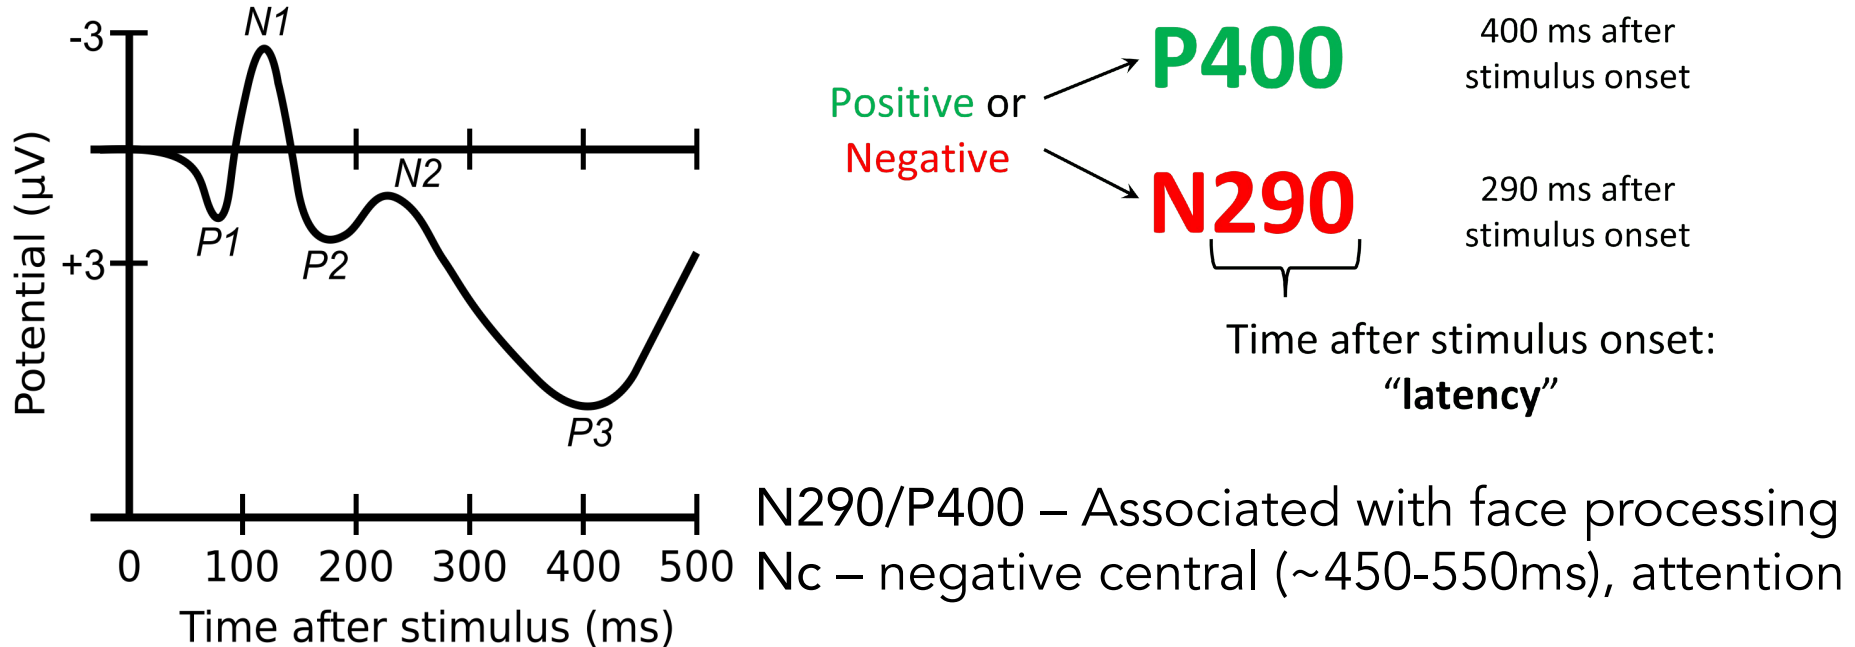 -3
+3
Potential (µV)
N1
P1
P2
N2
P3
0 100 200 300 400 500
Time after stimulus (ms)
Positive or
Negative
P400
400 ms after
stimulus onset
N290
290 ms after
stimulus onset
Time after stimulus onset:
“latency”
N290/P400 – Associated with face processing
Nc – negative central (~450-550ms), attention